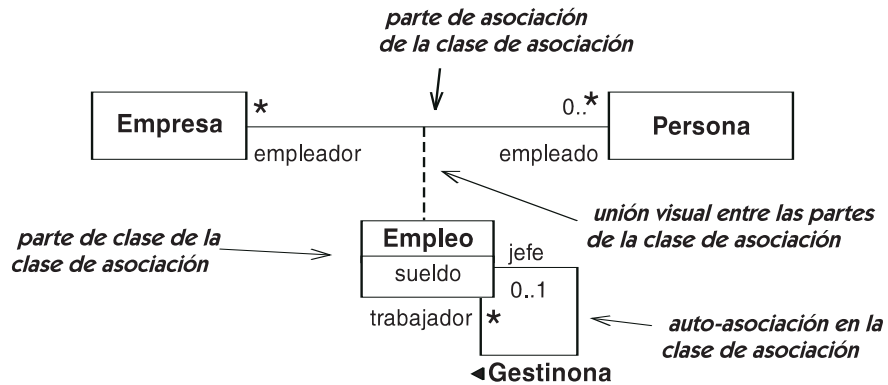 parte de asociación
de la clase de asociación
Empresa
*
0..*
Persona
empleador
empleado
unión visual entre las partes
de la clase de asociación
parte de clase de la
clase de asociación
Empleo
sueldo
jefe
0..1
trabajador
*
auto-asociación en la
clase de asociación
◄Gestinona